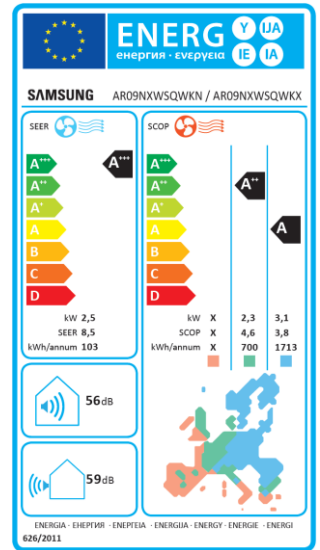 ENERG Y IJA
енергия · ενεργεια IE IA
SAMSUNG AR09NXWSQWKN / AR09NXWSQWKX
SEER
A+++
A++
A+
A
B
C
D
A+++
kW 2,5
SEER 8,5
kWh/annum 103
SCOP
A+++
A++
A+
A
B
C
D
A++
A
kW X 2,3 3,1
SCOP X 4,6 3,8
kWh/annum X 700 1713
56dB
59dB
ENERGIA · ЕНЕРГИЯ · ΕΝΕΡΓΕΙΑ · ENERGIJA · ENERGY · ENERGIE · ENERGI
626/2011